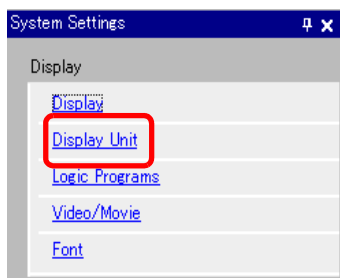 System Settings
Display
Display
Display Unit
Logic Programs
Video/Movie
Font